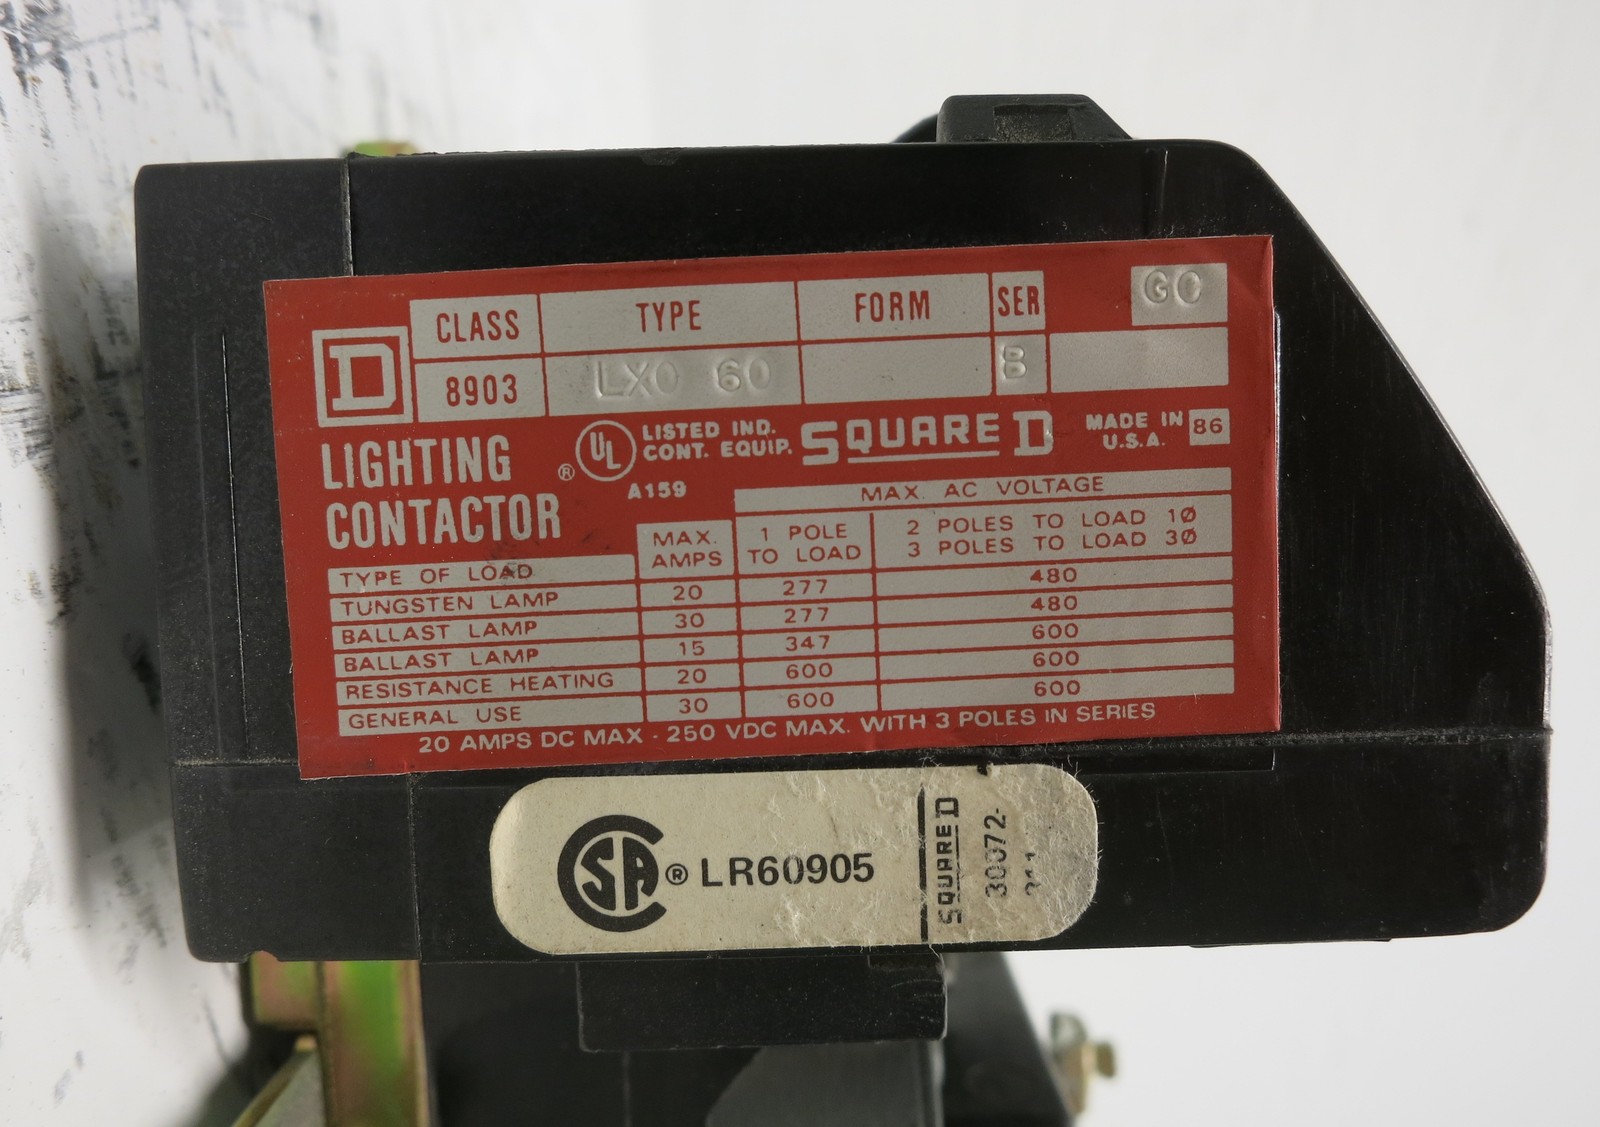 D
CLASS TYPE FORM SER GC
8903 LXO 60 B
LIGHTING CONTACTOR
®
UL
LISTED IND.
CONT. EQUIP.
A159
SQUARE D
MADE IN
U.S.A.
86
MAX. AC VOLTAGE
TYPE OF LOAD
MAX. AMPS
1 POLE TO LOAD
2 POLES TO LOAD 1Ø
3 POLES TO LOAD 3Ø
TUNGSTEN LAMP 20 277 480
BALLAST LAMP 30 277 480
BALLAST LAMP 15 347 600
RESISTANCE HEATING 20 600 600
GENERAL USE 30 600 600
20 AMPS DC MAX - 250 VDC MAX. WITH 3 POLES IN SERIES
CSA ® LR60905
SQUARE D
30072-